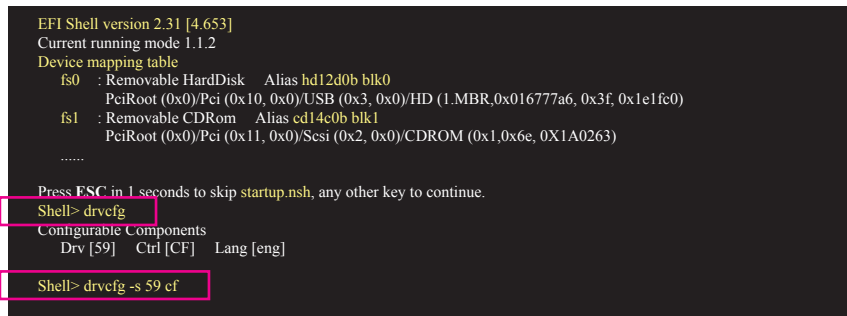 EFI Shell version 2.31 [4.653]
Current running mode 1.1.2
Device mapping table
fs0 : Removable HardDisk Alias hd12d0b blk0
PciRoot (0x0)/Pci (0x10, 0x0)/USB (0x3, 0x0)/HD (1.MBR,0x016777a6, 0x3f, 0x1e1fc0)
fs1 : Removable CDRom Alias cd14c0b blk1
PciRoot (0x0)/Pci (0x11, 0x0)/Scsi (0x2, 0x0)/CDROM (0x1,0x6e, 0X1A0263)
......
Press ESC in 1 seconds to skip startup.nsh, any other key to continue.
Shell> drvcfg
Configurable Components
Drv [59] Ctrl [CF] Lang [eng]
Shell> drvcfg -s 59 cf